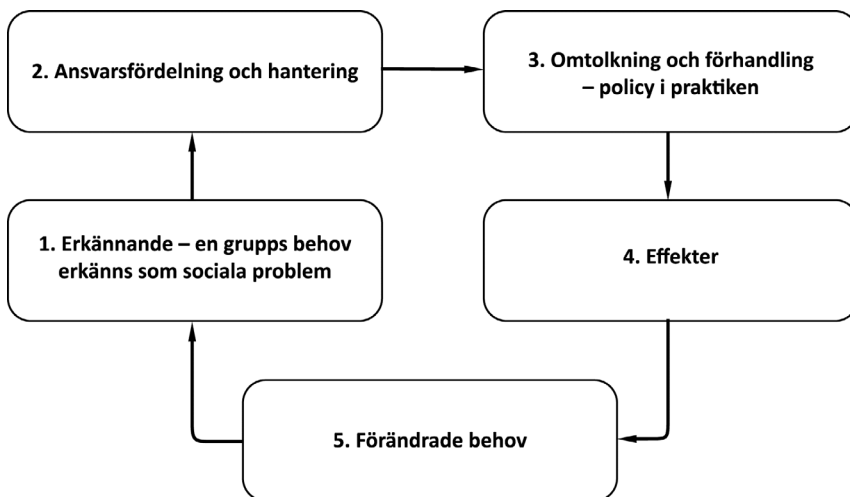 2. Ansvarsfördelning och hantering
3. Omtolkning och förhandling
– policy i praktiken
1. Erkännande – en grupps behov
erkänns som sociala problem
4. Effekter
5. Förändrade behov